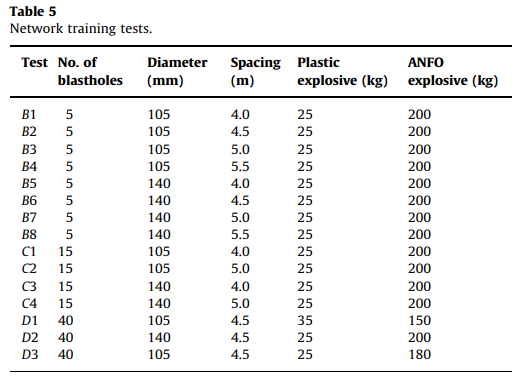 Table 5
Network training tests.
Test No. of blastholes Diameter (mm) Spacing (m) Plastic explosive (kg) ANFO explosive (kg)
B1 5 105 4.0 25 200
B2 5 105 4.5 25 200
B3 5 105 5.0 25 200
B4 5 105 5.5 25 200
B5 5 140 4.0 25 200
B6 5 140 4.5 25 200
B7 5 140 5.0 25 200
B8 5 140 5.5 25 200
C1 15 105 4.0 25 200
C2 15 105 5.0 25 200
C3 15 140 4.0 25 200
C4 15 140 5.0 25 200
D1 40 105 4.5 35 150
D2 40 140 4.5 25 200
D3 40 105 4.5 25 180